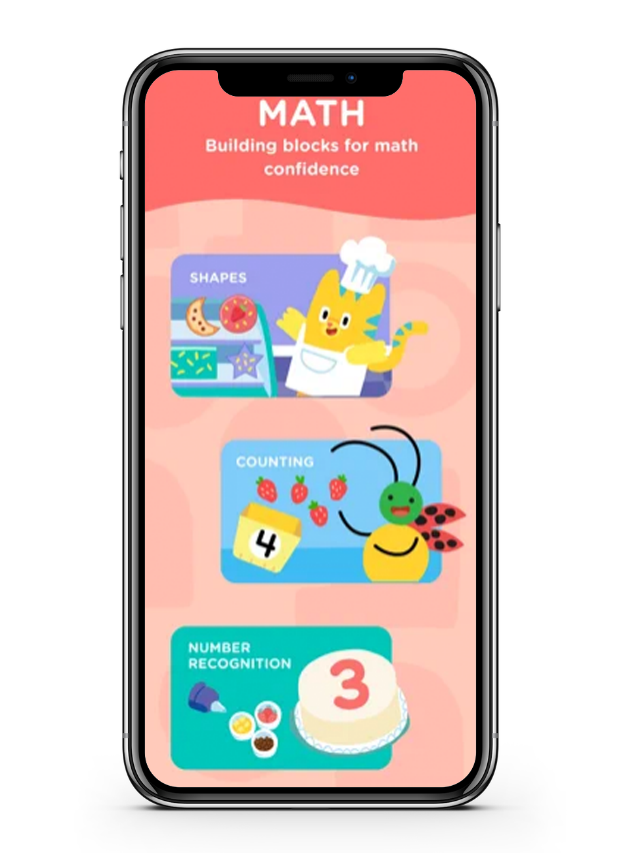 MATH
Building blocks for math
confidence
SHAPES
COUNTING
4
NUMBER
RECOGNITION
3